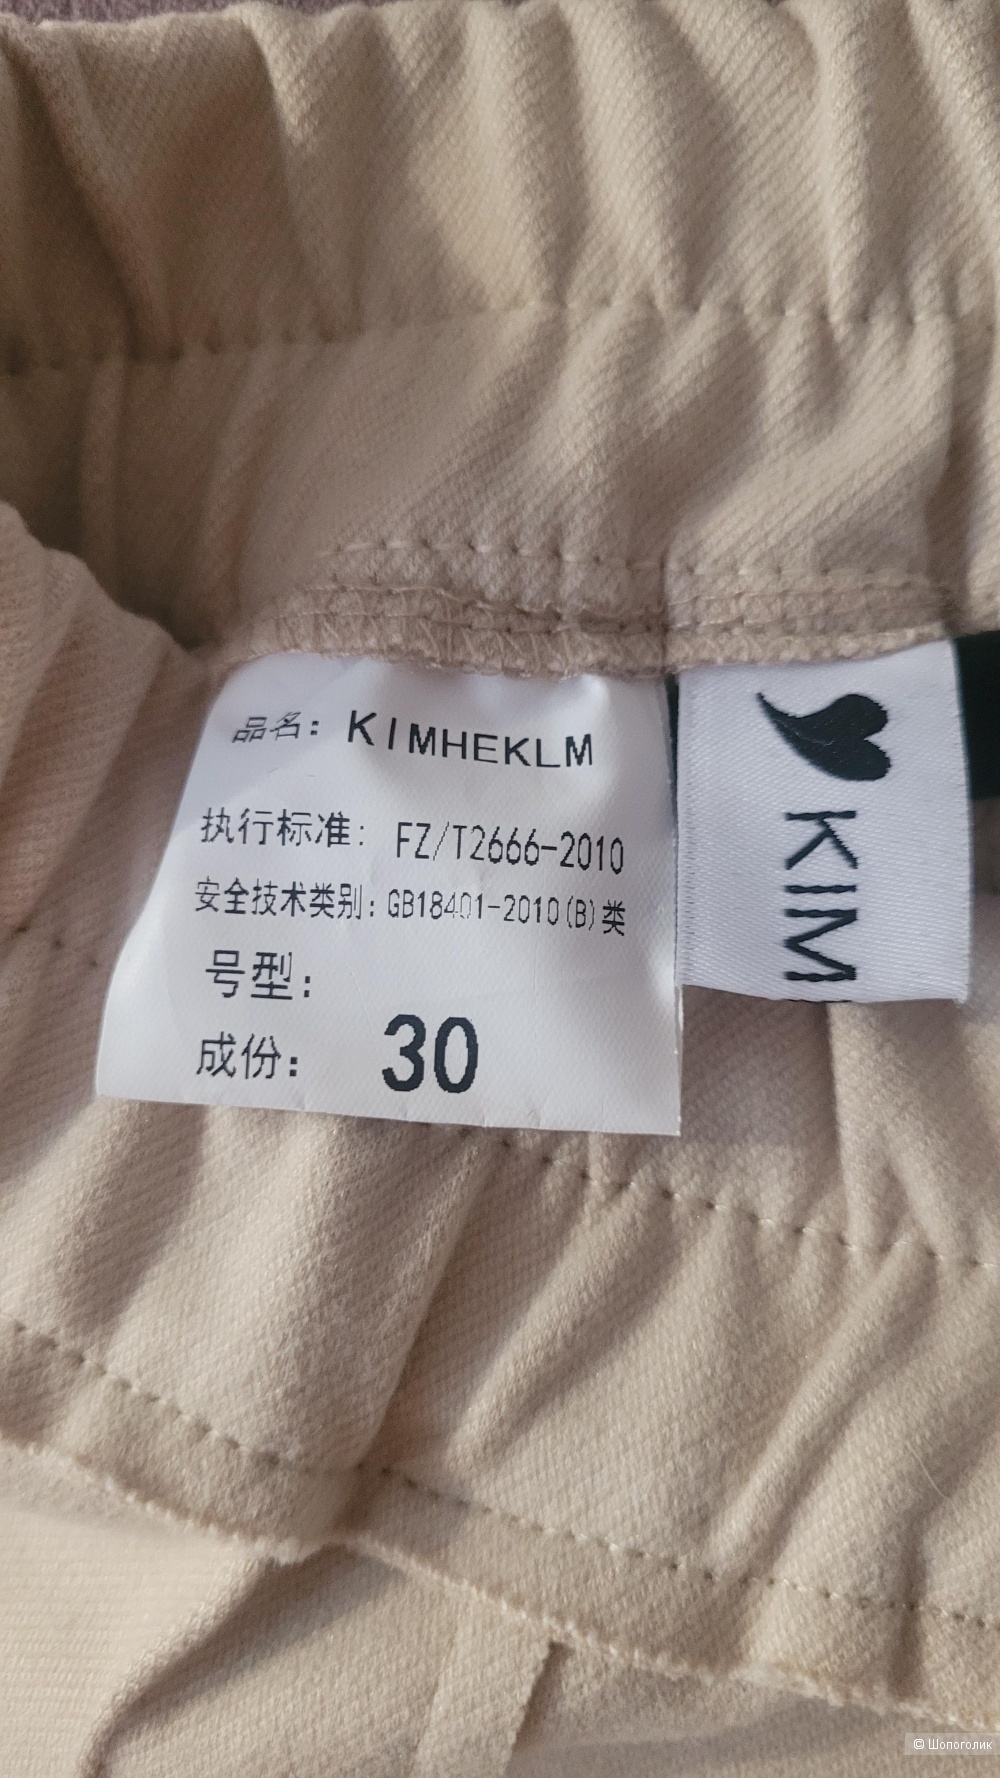 品名: KIMHEKLM
执行标准: FZ/T2666-2010
安全技术类别: GB18401-2010(B)类
号型:
成份: 30
KIM
© Шопоголик